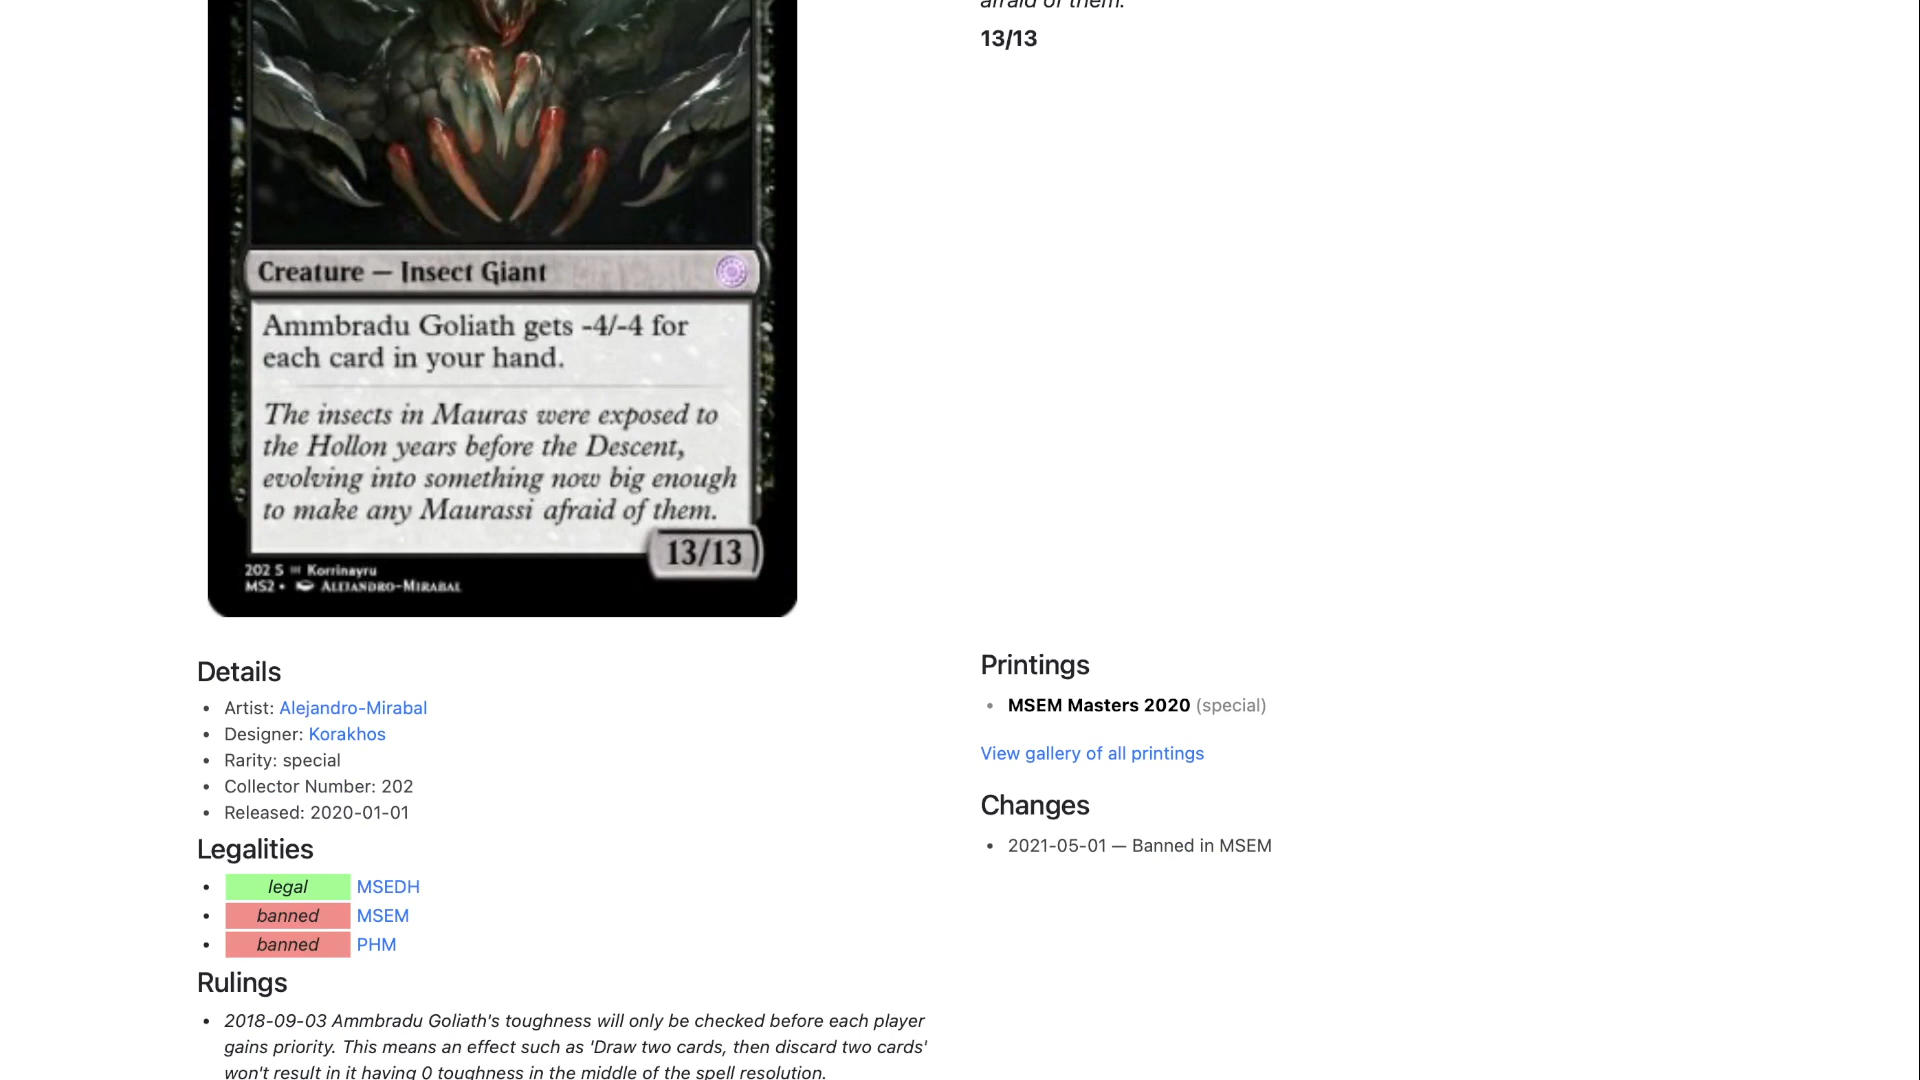 afraid of them.
13/13
Creature — Insect Giant
Ammbradu Goliath gets -4/-4 for
each card in your hand.
The insects in Mauras were exposed to
the Hollon years before the Descent,
evolving into something now big enough
to make any Maurassi afraid of them.
13/13
202 S Korrinayru
MS2 • Alejandro-Mirabal
Details
• Artist: Alejandro-Mirabal
• Designer: Korakhos
• Rarity: special
• Collector Number: 202
• Released: 2020-01-01
Legalities
• legal MSEDH
• banned MSEM
• banned PHM
Rulings
• 2018-09-03 Ammbradu Goliath's toughness will only be checked before each player
gains priority. This means an effect such as 'Draw two cards, then discard two cards'
won't result in it having 0 toughness in the middle of the spell resolution.
Printings
• MSEM Masters 2020 (special)
View gallery of all printings
Changes
• 2021-05-01 — Banned in MSEM